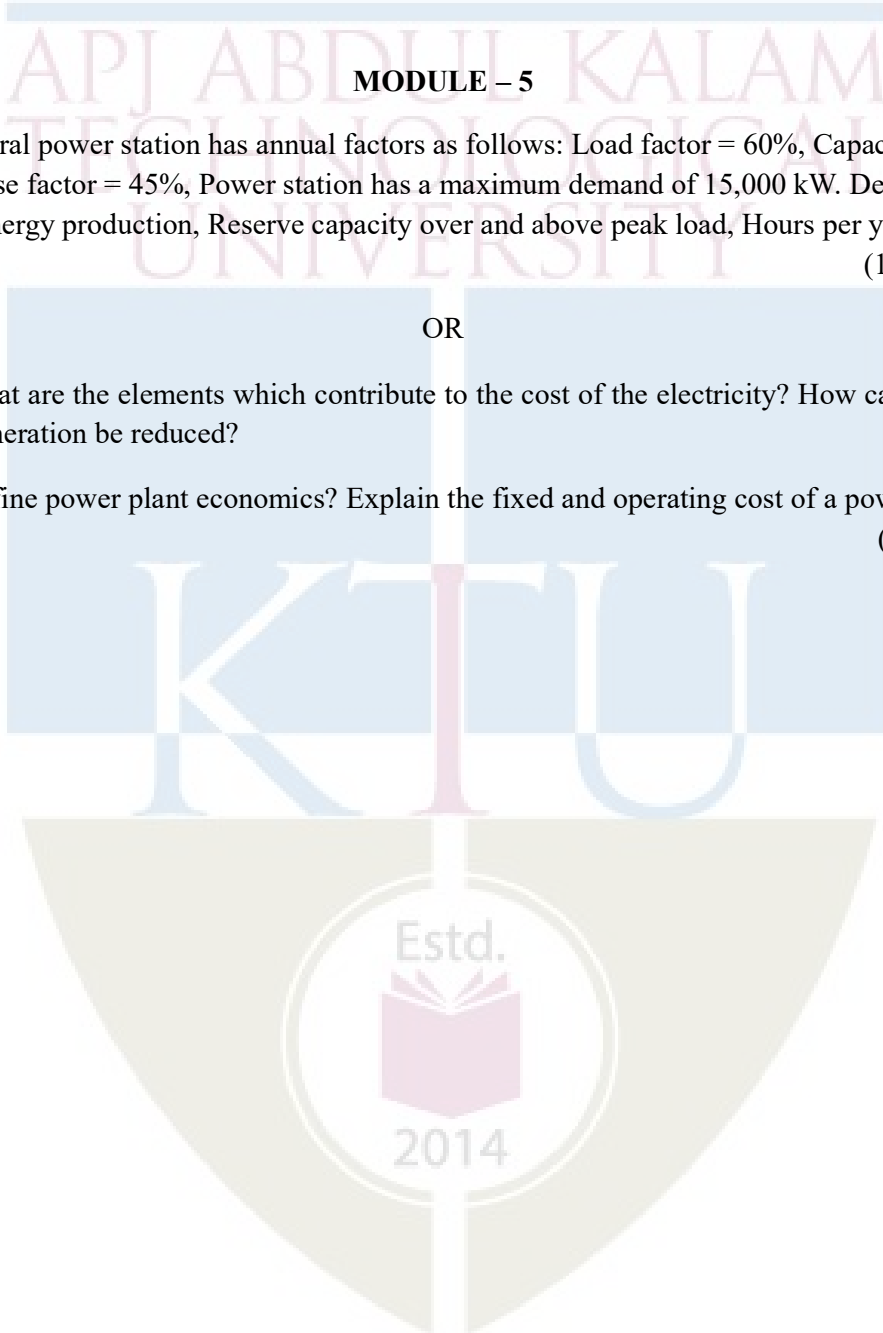 APJ ABDUL KALAM
TECHNOLOGICAL
UNIVERSITY
MODULE – 5
ral power station has annual factors as follows: Load factor = 60%, Capac
se factor = 45%, Power station has a maximum demand of 15,000 kW. De
nergy production, Reserve capacity over and above peak load, Hours per y
(1
OR
at are the elements which contribute to the cost of the electricity? How ca
neration be reduced?
fine power plant economics? Explain the fixed and operating cost of a pov
(
KTU
Estd.
2014